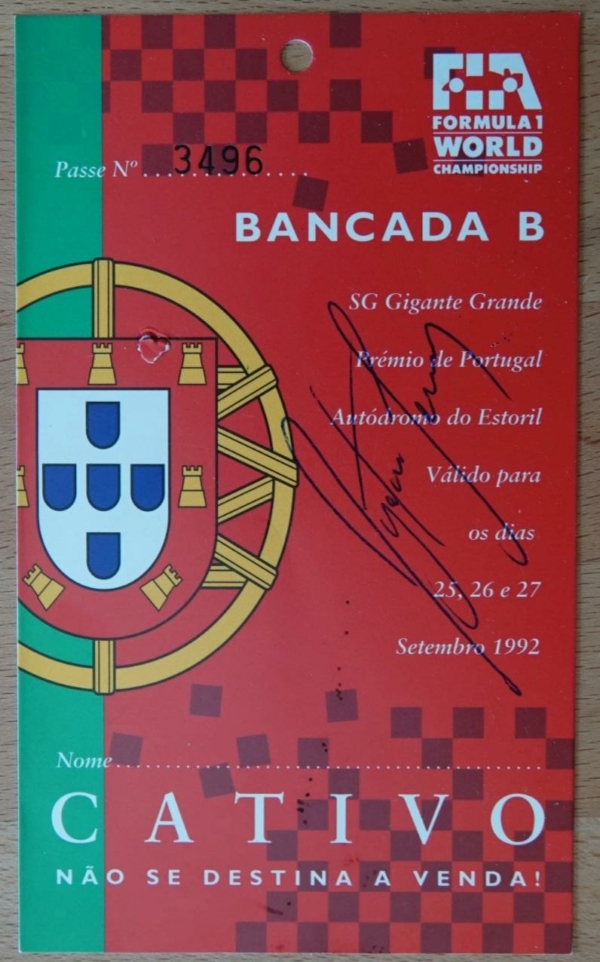 FIA
FORMULA 1
WORLD
CHAMPIONSHIP
Passe Nº .............. 3496
BANCADA B
SG Gigante Grande
Prémio de Portugal
Autódromo do Estoril
Válido para
os dias
25, 26 e 27
Setembro 1992
Nome
CATIVO
NÃO SE DESTINA A VENDA!